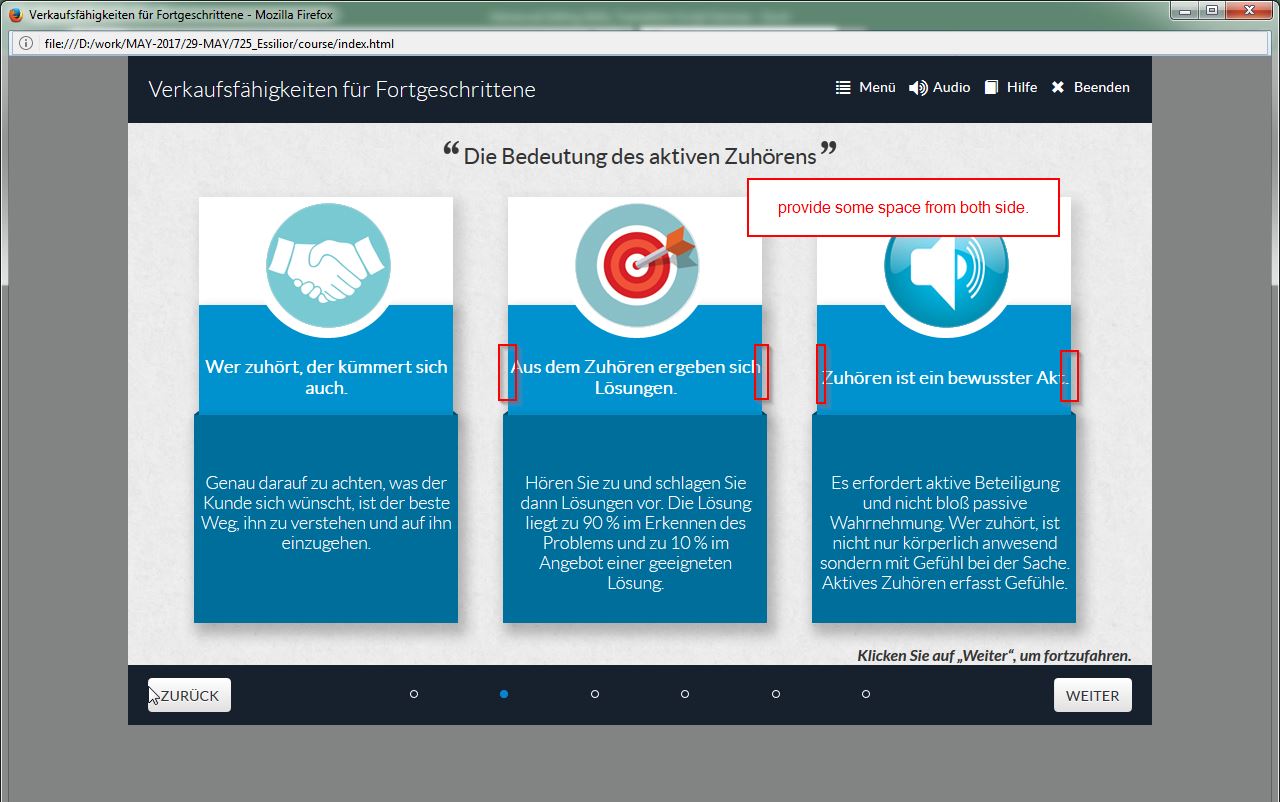 Verkaufsfähigkeiten für Fortgeschrittene - Mozilla Firefox
file:///D:/work/MAY-2017/29-MAY/725_Essilior/course/index.html
Verkaufsfähigkeiten für Fortgeschrittene
Menü Audio Hilfe Beenden
“ Die Bedeutung des aktiven Zuhörens ”
provide some space from both side.
Wer zuhört, der kümmert sich
auch.
Genau darauf zu achten, was der
Kunde sich wünscht, ist der beste
Weg, ihn zu verstehen und auf ihn
einzugehen.
Aus dem Zuhören ergeben sich
Lösungen.
Hören Sie zu und schlagen Sie
dann Lösungen vor. Die Lösung
liegt zu 90 % im Erkennen des
Problems und zu 10 % im
Angebot einer geeigneten
Lösung.
Zuhören ist ein bewusster Akt.
Es erfordert aktive Beteiligung
und nicht bloß passive
Wahrnehmung. Wer zuhört, ist
nicht nur körperlich anwesend
sondern mit Gefühl bei der Sache.
Aktives Zuhören erfasst Gefühle.
Klicken Sie auf „Weiter“, um fortzufahren.
ZURÜCK
WEITER